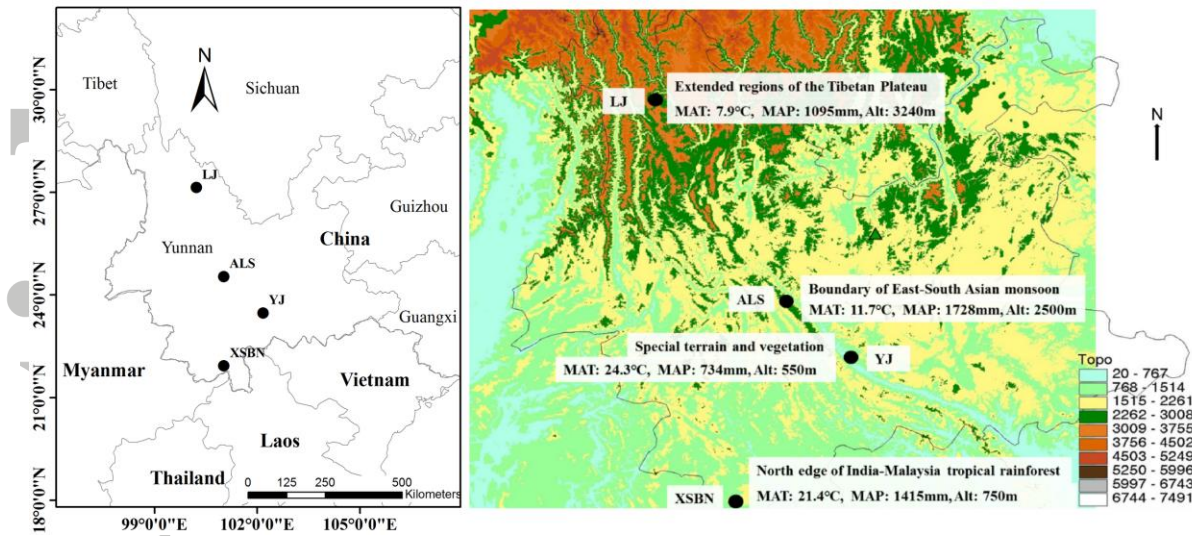 N
Tibet
Sichuan
LJ
Guizhou
Yunnan
China
ALS
YJ
Guangxi
XSBN
Myanmar
Vietnam
Laos
Thailand
0 125 250 500
Kilometers
30°0'0"N
27°0'0"N
24°0'0"N
21°0'0"N
18°0'0"N
99°0'0"E 102°0'0"E 105°0'0"E
Extended regions of the Tibetan Plateau
LJ
MAT: 7.9℃, MAP: 1095mm, Alt: 3240m
N
Boundary of East-South Asian monsoon
ALS
MAT: 11.7℃, MAP: 1728mm, Alt: 2500m
Special terrain and vegetation
YJ
MAT: 24.3℃, MAP: 734mm, Alt: 550m
North edge of India-Malaysia tropical rainforest
XSBN
MAT: 21.4℃, MAP: 1415mm, Alt: 750m
Topo
20 - 767
768 - 1514
1515 - 2261
2262 - 3008
3009 - 3755
3756 - 4502
4503 - 5249
5250 - 5996
5997 - 6743
6744 - 7491